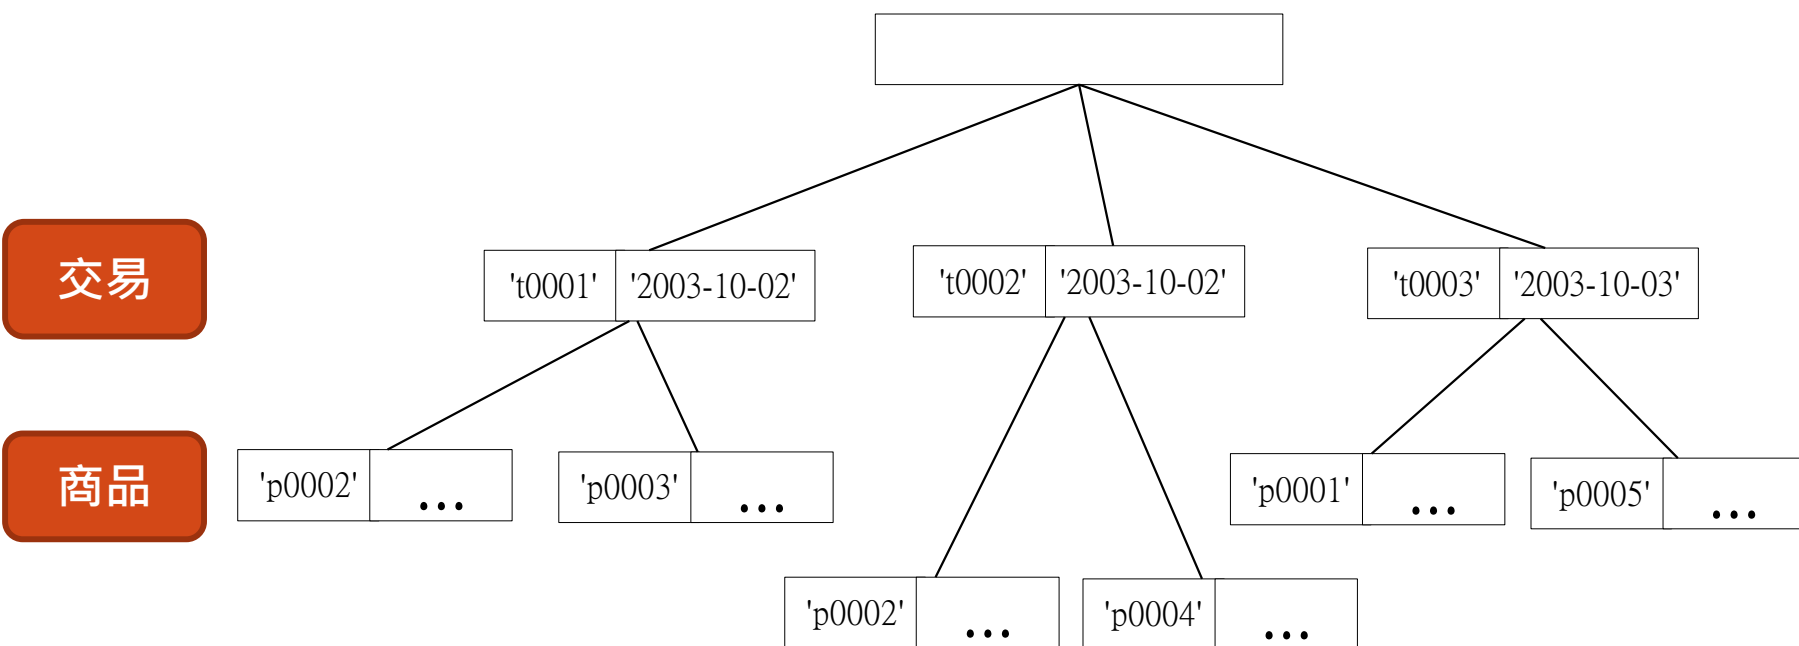 交易
't0001' '2003-10-02'
't0002' '2003-10-02'
't0003' '2003-10-03'
商品
'p0002' ...
'p0003' ...
'p0001' ...
'p0005' ...
'p0002' ...
'p0004' ...